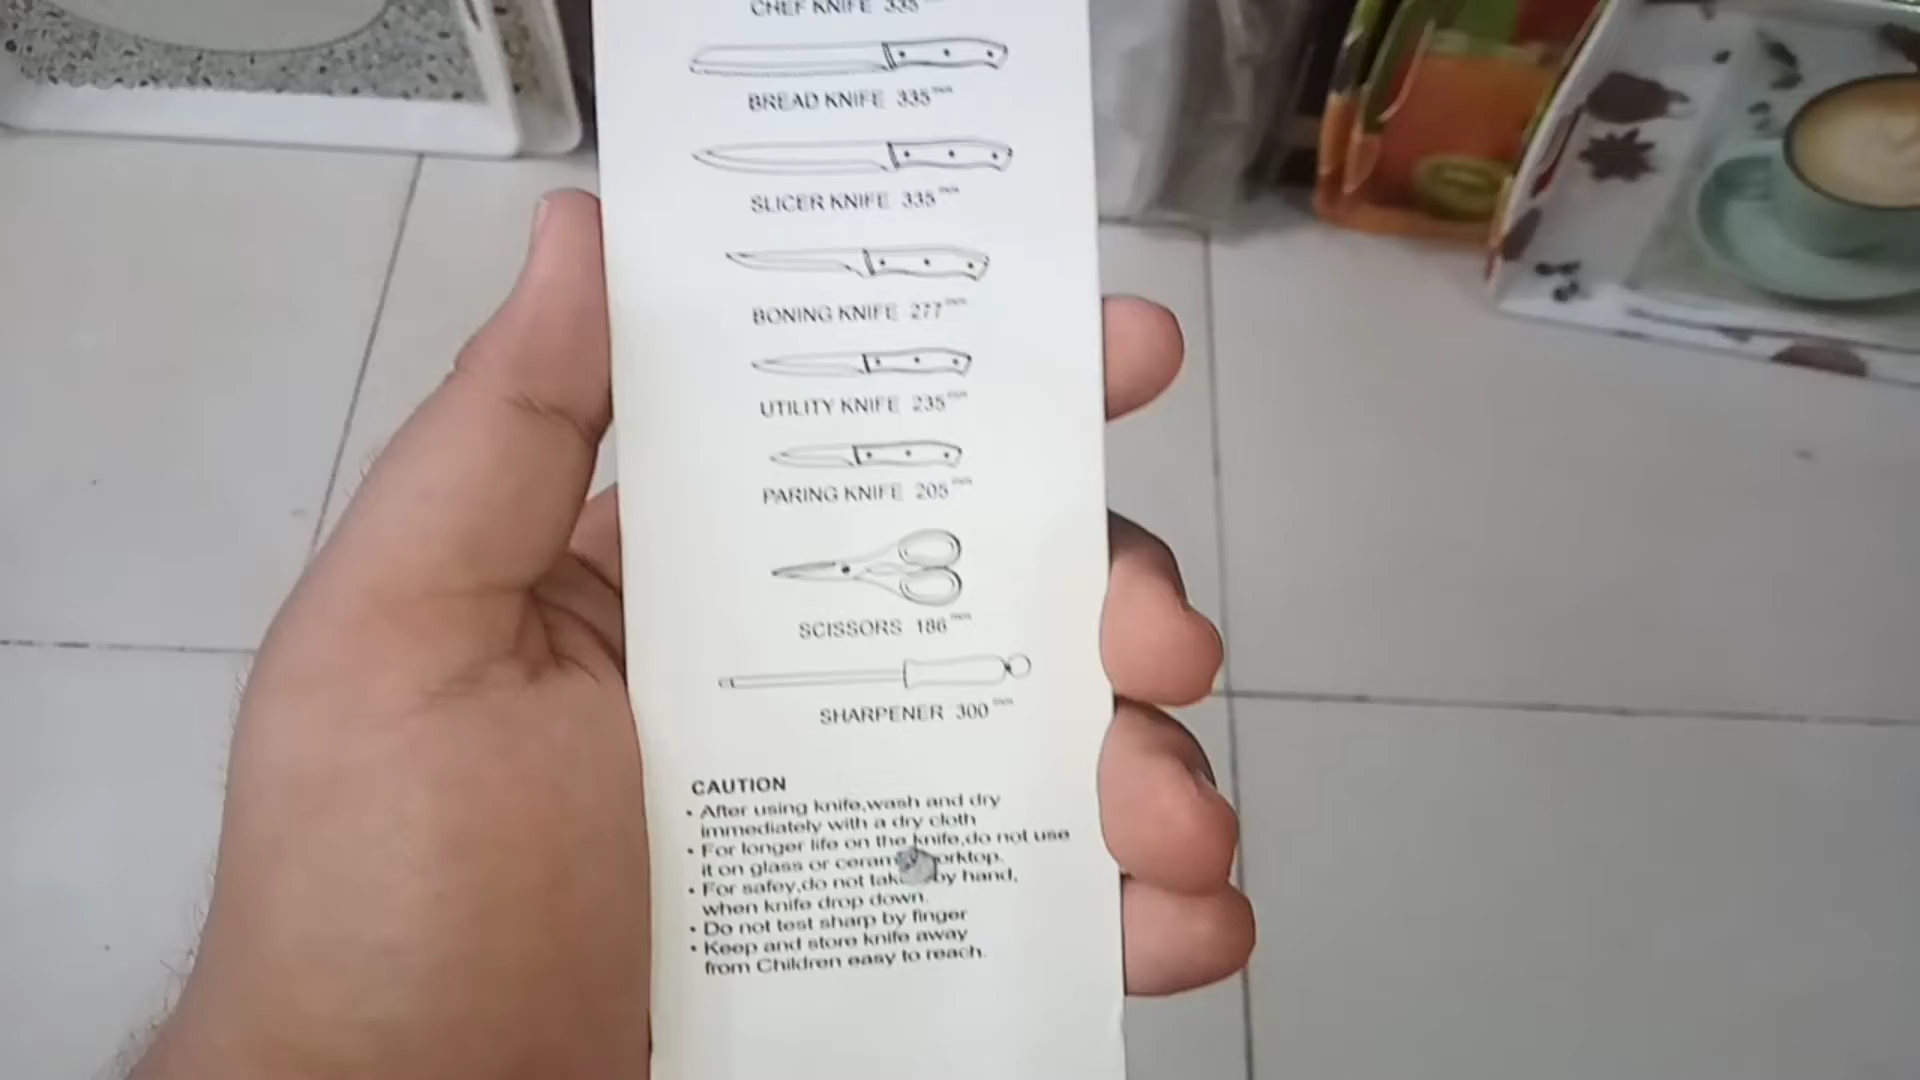 CHEF KNIFE 335mm
BREAD KNIFE 335mm
SLICER KNIFE 335mm
BONING KNIFE 277mm
UTILITY KNIFE 235mm
PARING KNIFE 205mm
SCISSORS 186mm
SHARPENER 300mm
CAUTION
• After using knife,wash and dry
immediately with a dry cloth
• For longer life on the knife,do not use
it on glass or
• For safey,do not by hand,
when knife drop down.
• Do not test sharp by finger
• Keep and store knife away
from Children easy to reach.